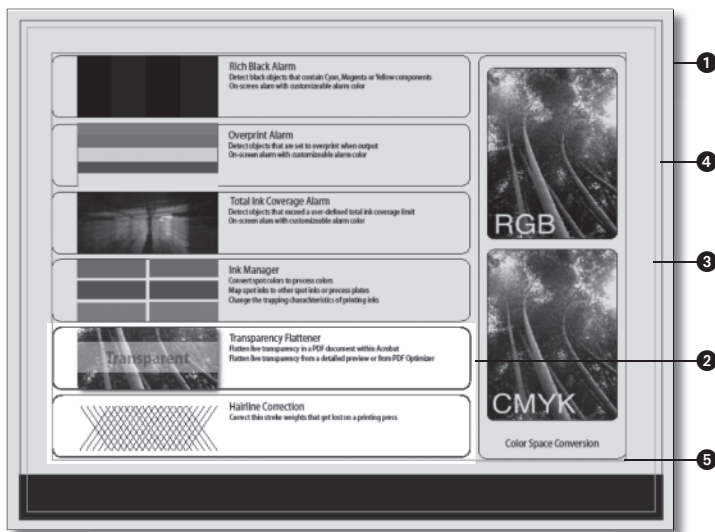 Rich Black Alarm
Detect black objects that contain Cyan, Magenta or Yellow components
On-screen alarm with customizeable alarm color
Overprint Alarm
Detect objects that are set to overprint when output
On-screen alarm with customizeable alarm color
Total Ink Coverage Alarm
Detect objects that exceed a user-defined total ink coverage limit
On-screen alarm with customizeable alarm color
Ink Manager
Convert spot colors to process colors
Map spot inks to other spot inks or process plates
Change the trapping charachteristics of printing inks
Transparent
Transparency Flattener
Flatten live transparency in a PDF document within Acrobat
Flatten live transparency from a detailed preview or from PDF Optimizer
Hairline Correction
Correct thin stroke weights that get lost on a printing press
RGB
CMYK
Color Space Conversion
1
4
3
2
5